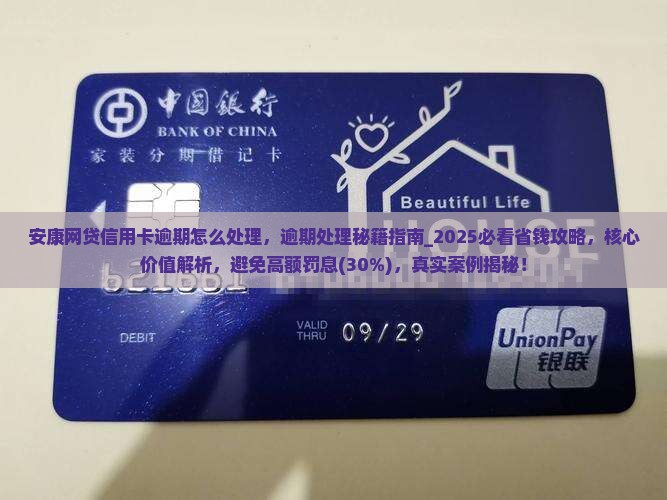 中国银行
BANK OF CHINA
家装分期借记卡
Beautiful Life
HOUSE
安康网贷信用卡逾期怎么处理，逾期处理秘籍指南_2025必看省钱攻略，核心
价值解析，避免高额罚息(30%)，真实案例揭秘！
621661
DEBIT
VALID
THRU
09/29
UnionPay
银联